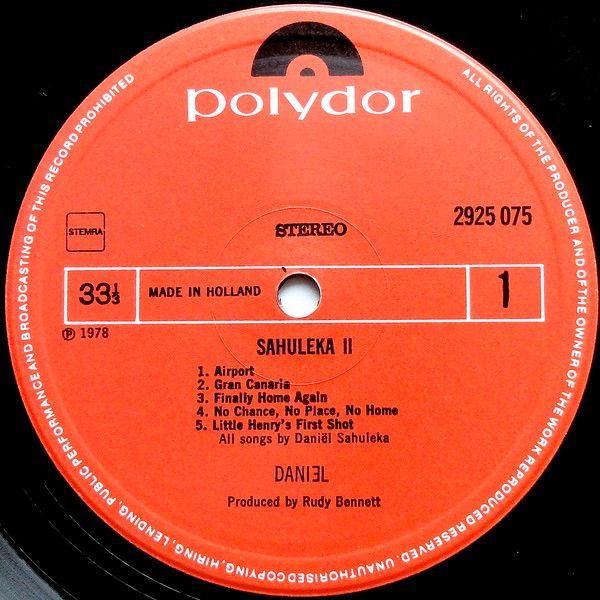 polydor
ALL RIGHTS OF THE PRODUCER AND OF THE OWNER OF THE WORK REPRODUCED RESERVED. UNAUTHORISED COPYING, HIRING, LENDING, PUBLIC PERFORMANCE AND BROADCASTING OF THIS RECORD PROHIBITED
STEMRA
STEREO
2925 075
33⅓
MADE IN HOLLAND
1
Ⓟ 1978
SAHULEKA II
1. Airport
2. Gran Canaria
3. Finally Home Again
4. No Chance, No Place, No Home
5. Little Henry's First Shot
All songs by Daniël Sahuleka
DANIƎL
Produced by Rudy Bennett